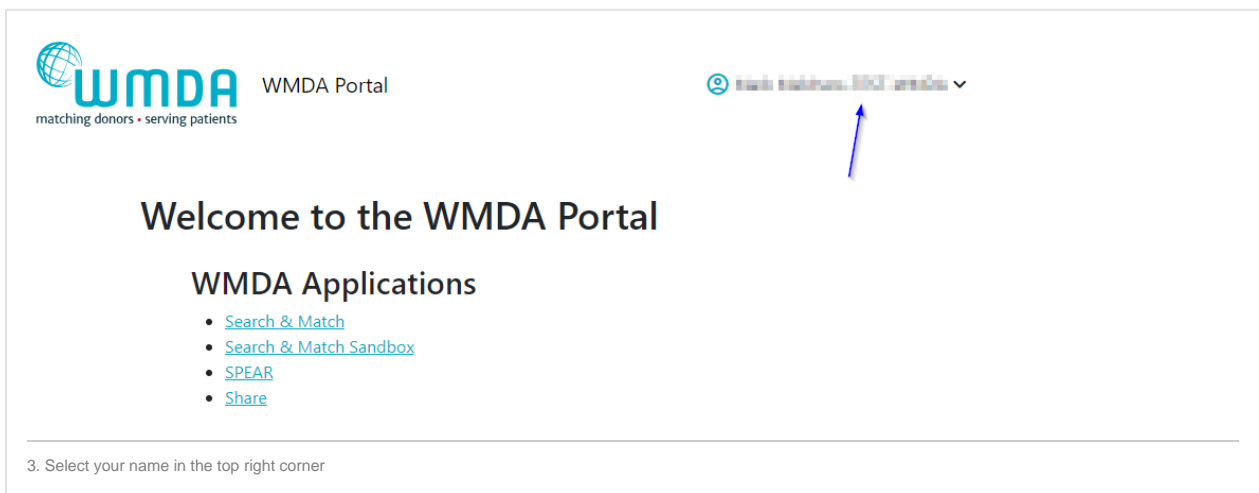 WMDA
matching donors • serving patients
WMDA Portal
Welcome to the WMDA Portal
WMDA Applications
Search & Match
Search & Match Sandbox
SPEAR
Share
3. Select your name in the top right corner